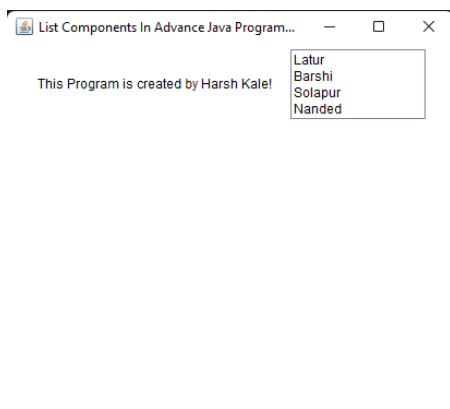 List Components In Advance Java Program...
This Program is created by Harsh Kale!
Latur
Barshi
Solapur
Nanded